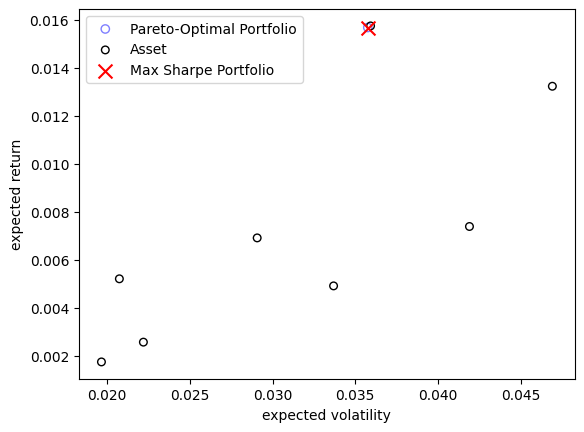 Pareto-Optimal Portfolio
Asset
Max Sharpe Portfolio
0.016
0.014
0.012
0.010
0.008
0.006
0.004
0.002
expected return
0.020 0.025 0.030 0.035 0.040 0.045
expected volatility